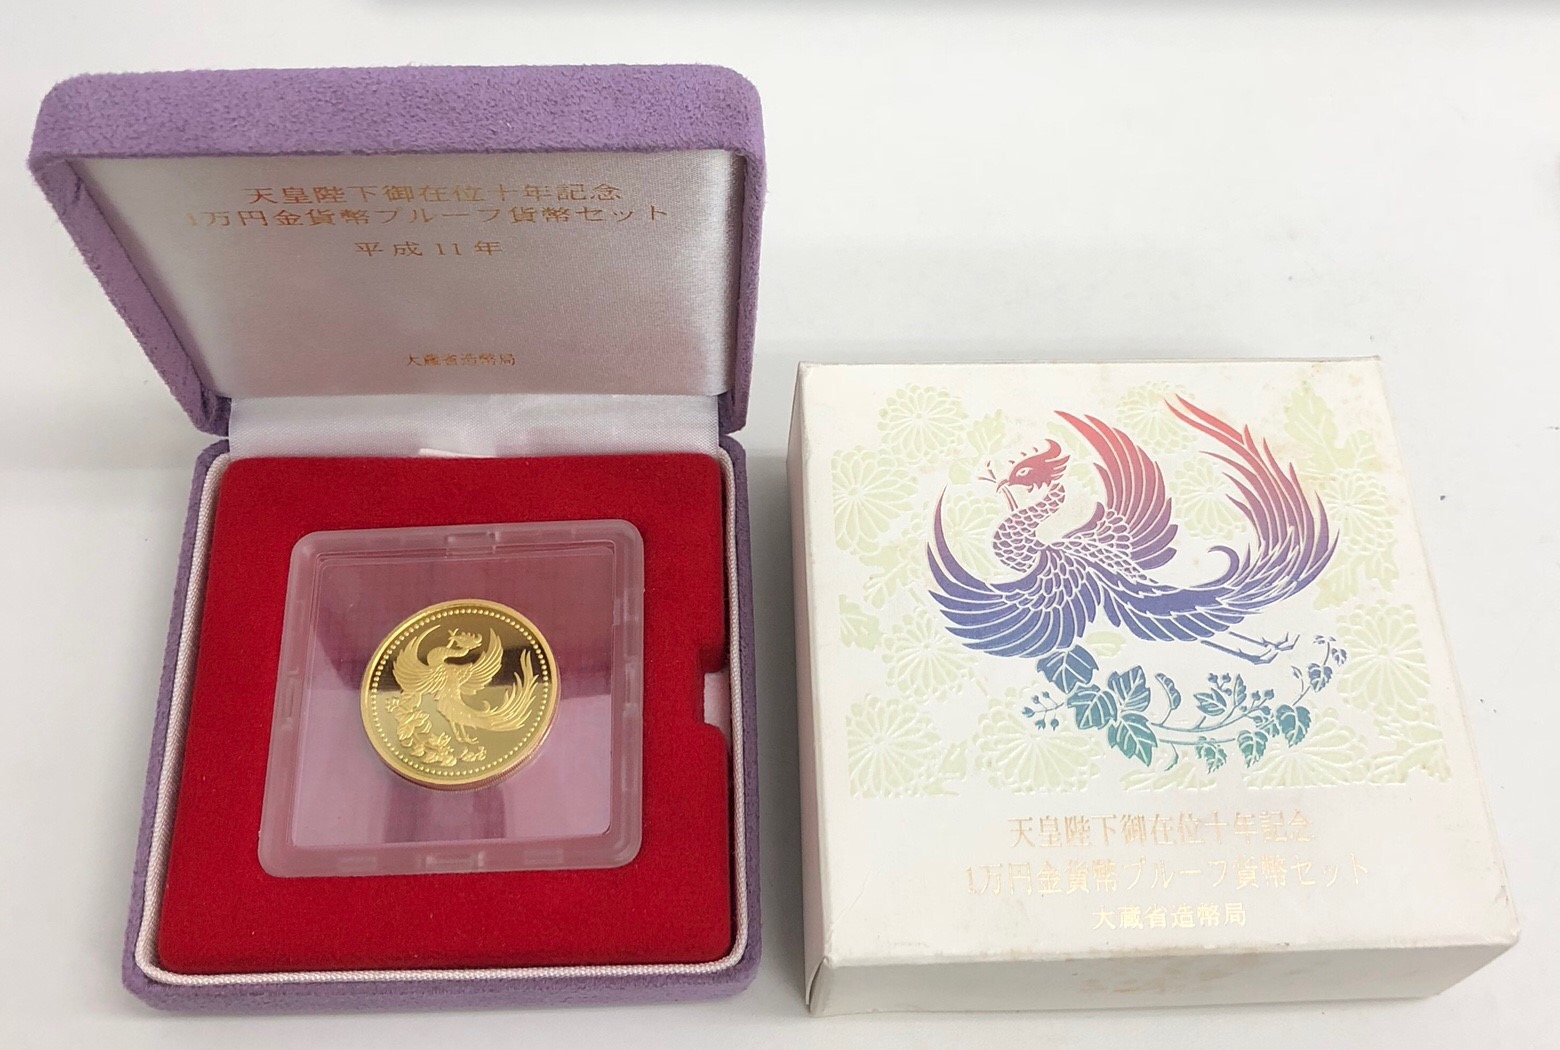 天皇陛下御在位十年記念
1万円金貨幣プルーフ貨幣セット
平成11年
大蔵省造幣局
天皇陛下御在位十年記念
1万円金貨幣プルーフ貨幣セット
大蔵省造幣局